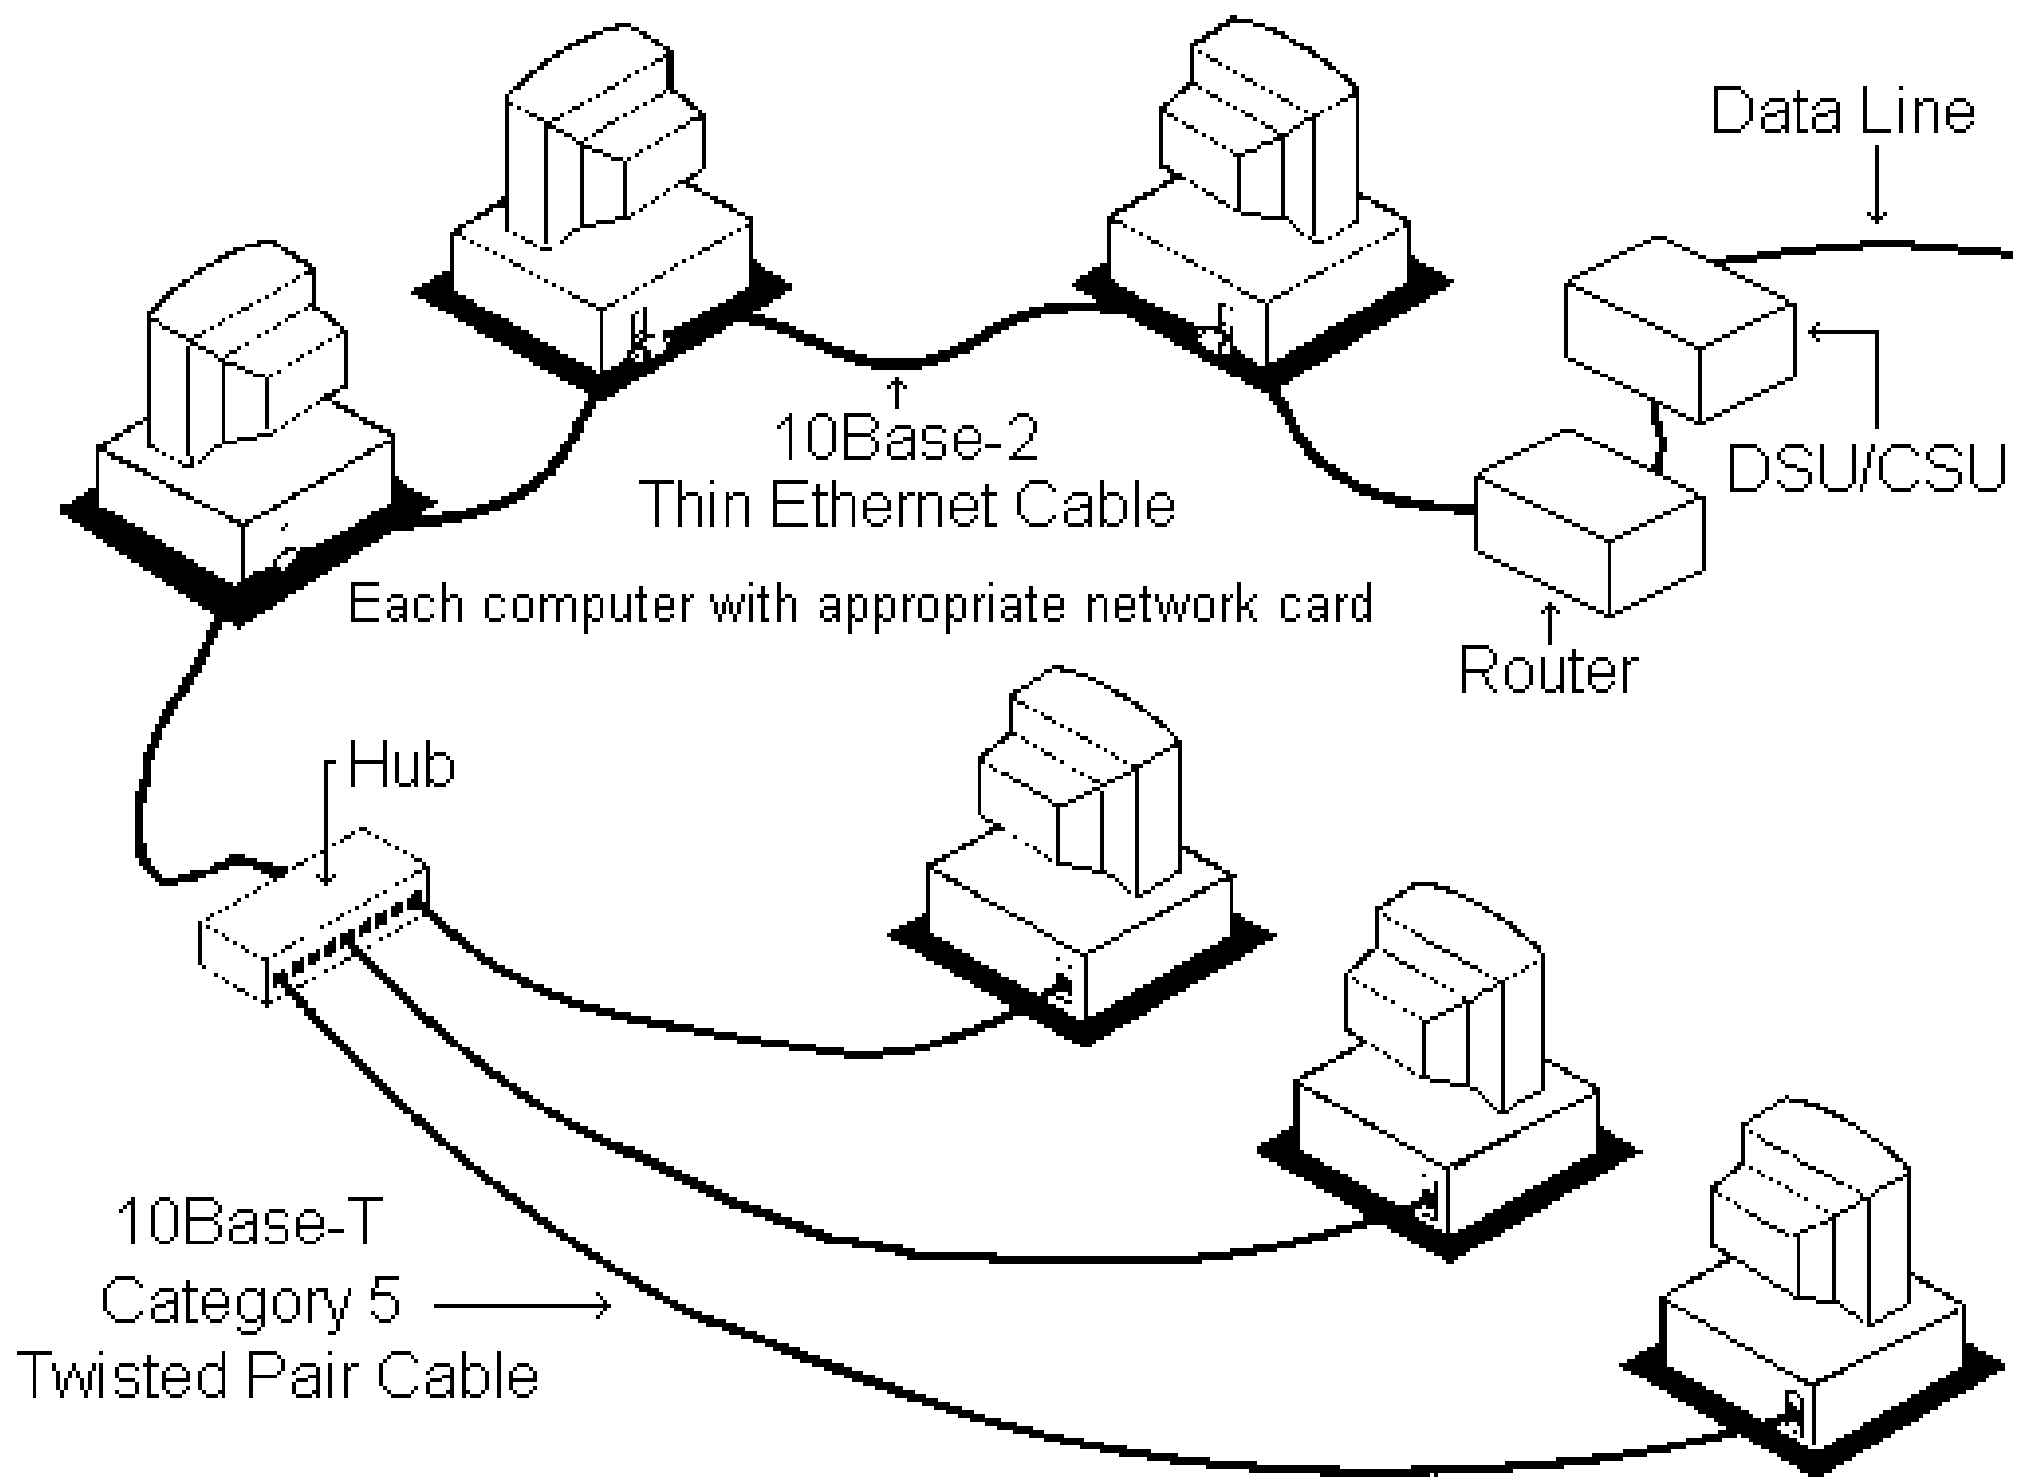 Data Line
10Base-2
Thin Ethernet Cable
DSU/CSU
Each computer with appropriate network card
Router
Hub
10Base-T
Category 5
Twisted Pair Cable